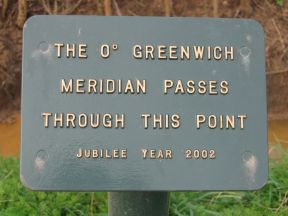 THE 0° GREENWICH
MERIDIAN PASSES
THROUGH THIS POINT
JUBILEE YEAR 2002